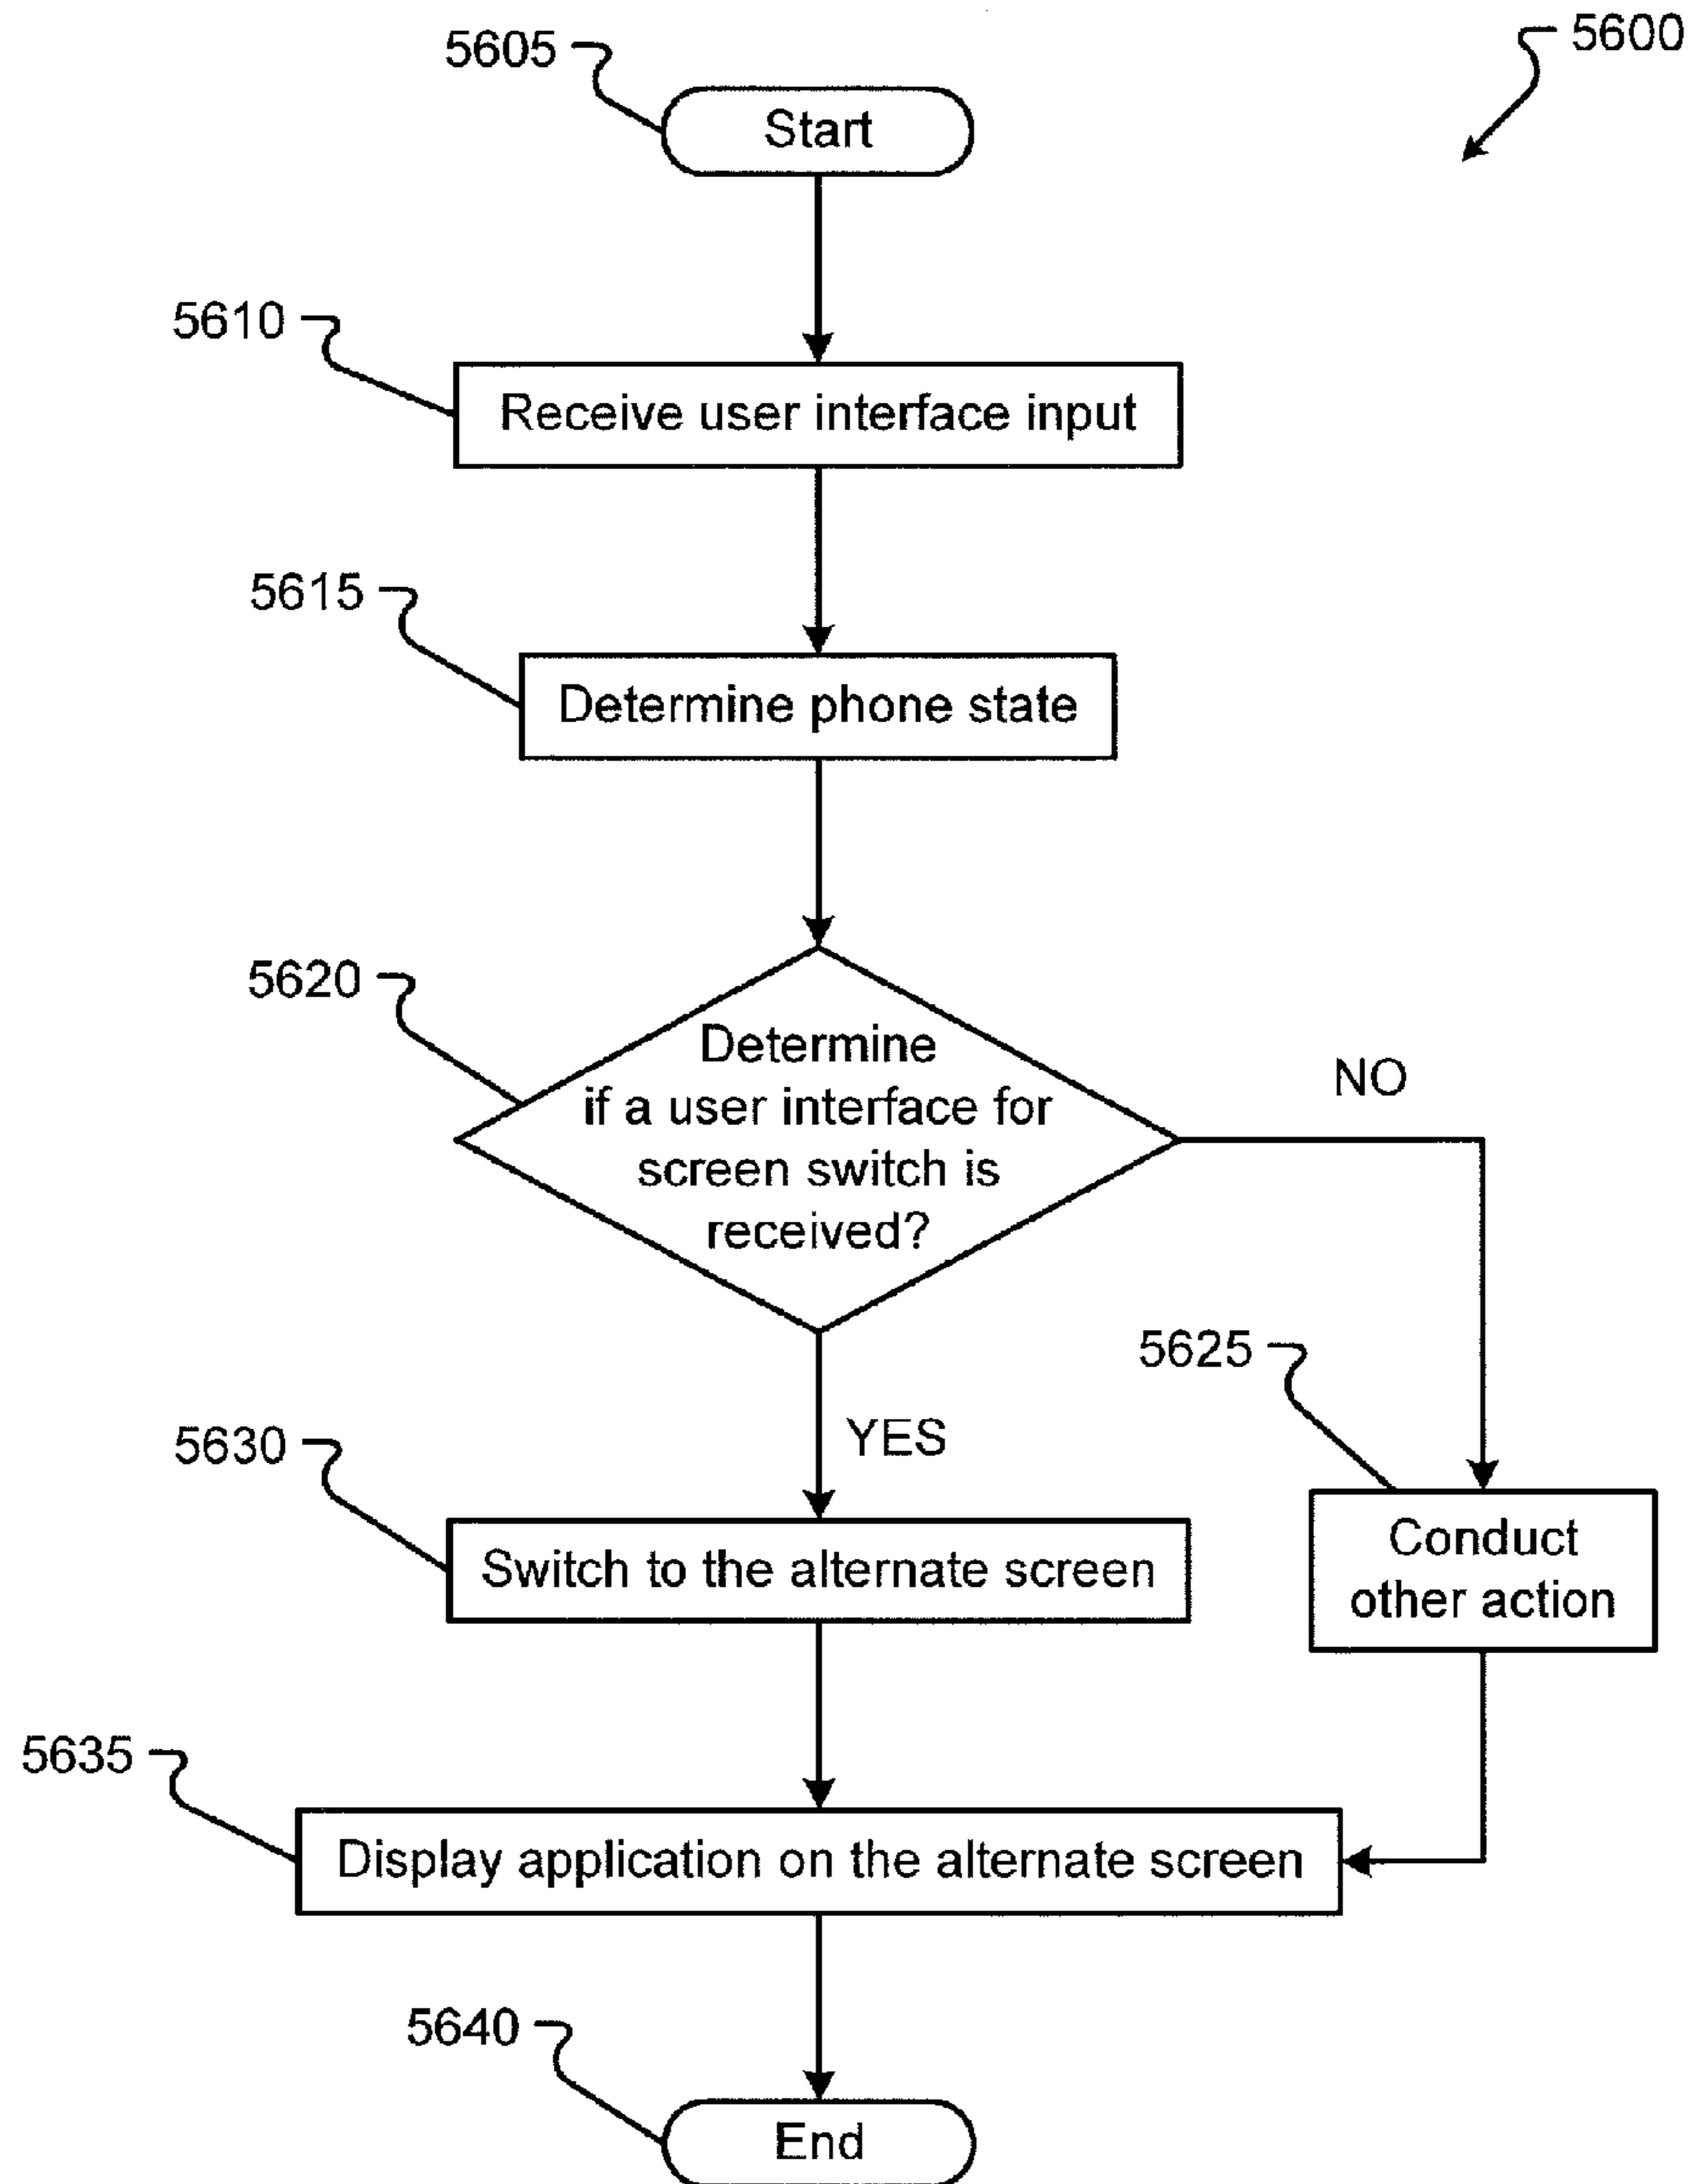 5600
5605
Start
5610
Receive user interface input
5615
Determine phone state
5620
Determine
if a user interface for
screen switch is
received?
NO
YES
5625
Conduct
other action
5630
Switch to the alternate screen
5635
Display application on the alternate screen
5640
End